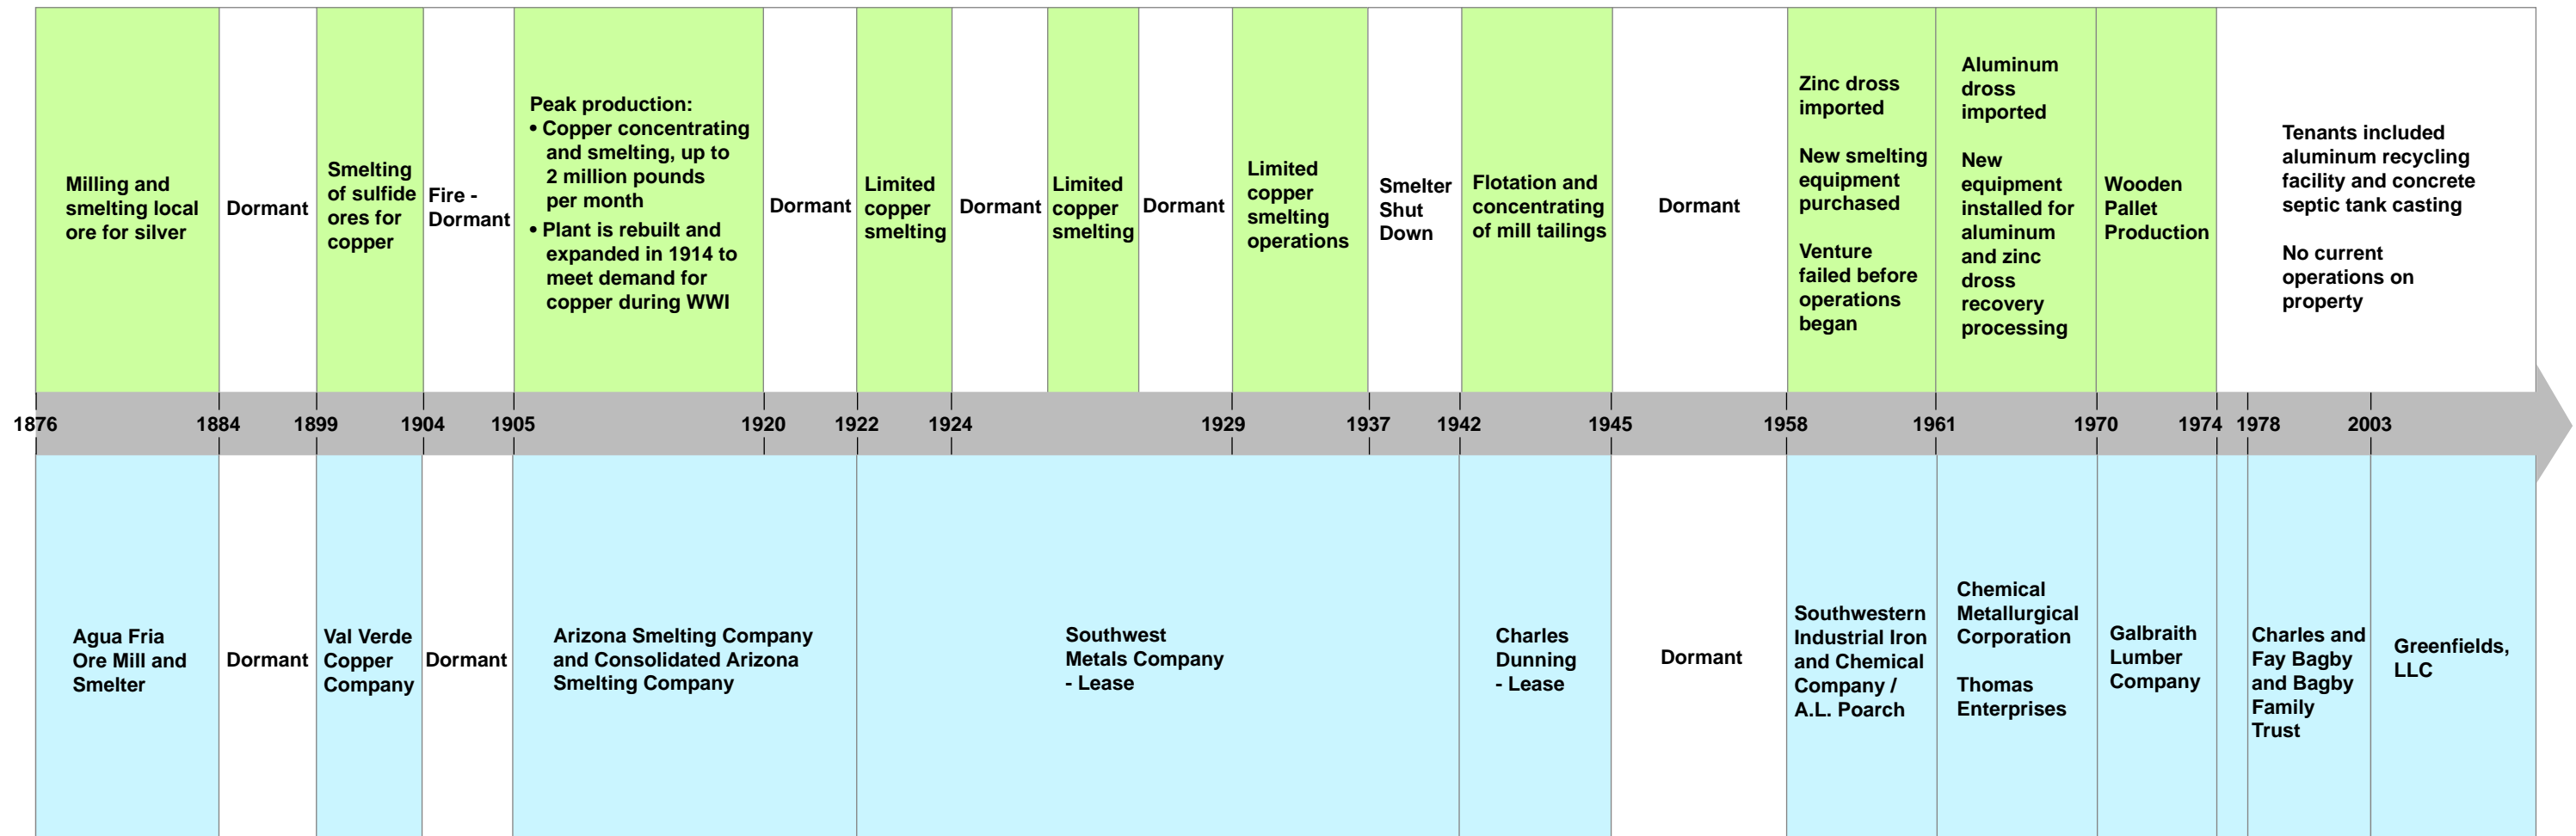 Milling and
smelting local
ore for silver
Dormant
Smelting
of sulfide
ores for
copper
Fire -
Dormant
Peak production:
• Copper concentrating
and smelting, up to
2 million pounds
per month
• Plant is rebuilt and
expanded in 1914 to
meet demand for
copper during WWI
Dormant
Limited
copper
smelting
Dormant
Limited
copper
smelting
Dormant
Limited
copper
smelting
operations
Smelter
Shut
Down
Flotation and
concentrating
of mill tailings
Dormant
Zinc dross
imported
New smelting
equipment
purchased
Venture
failed before
operations
began
Aluminum
dross
imported
New
equipment
installed for
aluminum
and zinc
dross
recovery
processing
Wooden
Pallet
Production
Tenants included
aluminum recycling
facility and concrete
septic tank casting
No current
operations on
property
1876 1884 1899 1904 1905 1920 1922 1924 1929 1937 1942 1945 1958 1961 1970 1974 1978 2003
Agua Fria
Ore Mill and
Smelter
Dormant
Val Verde
Copper
Company
Dormant
Arizona Smelting Company
and Consolidated Arizona
Smelting Company
Southwest
Metals Company
- Lease
Charles
Dunning
- Lease
Dormant
Southwestern
Industrial Iron
and Chemical
Company /
A.L. Poarch
Chemical
Metallurgical
Corporation
Thomas
Enterprises
Galbraith
Lumber
Company
Charles and
Fay Bagby
and Bagby
Family
Trust
Greenfields,
LLC